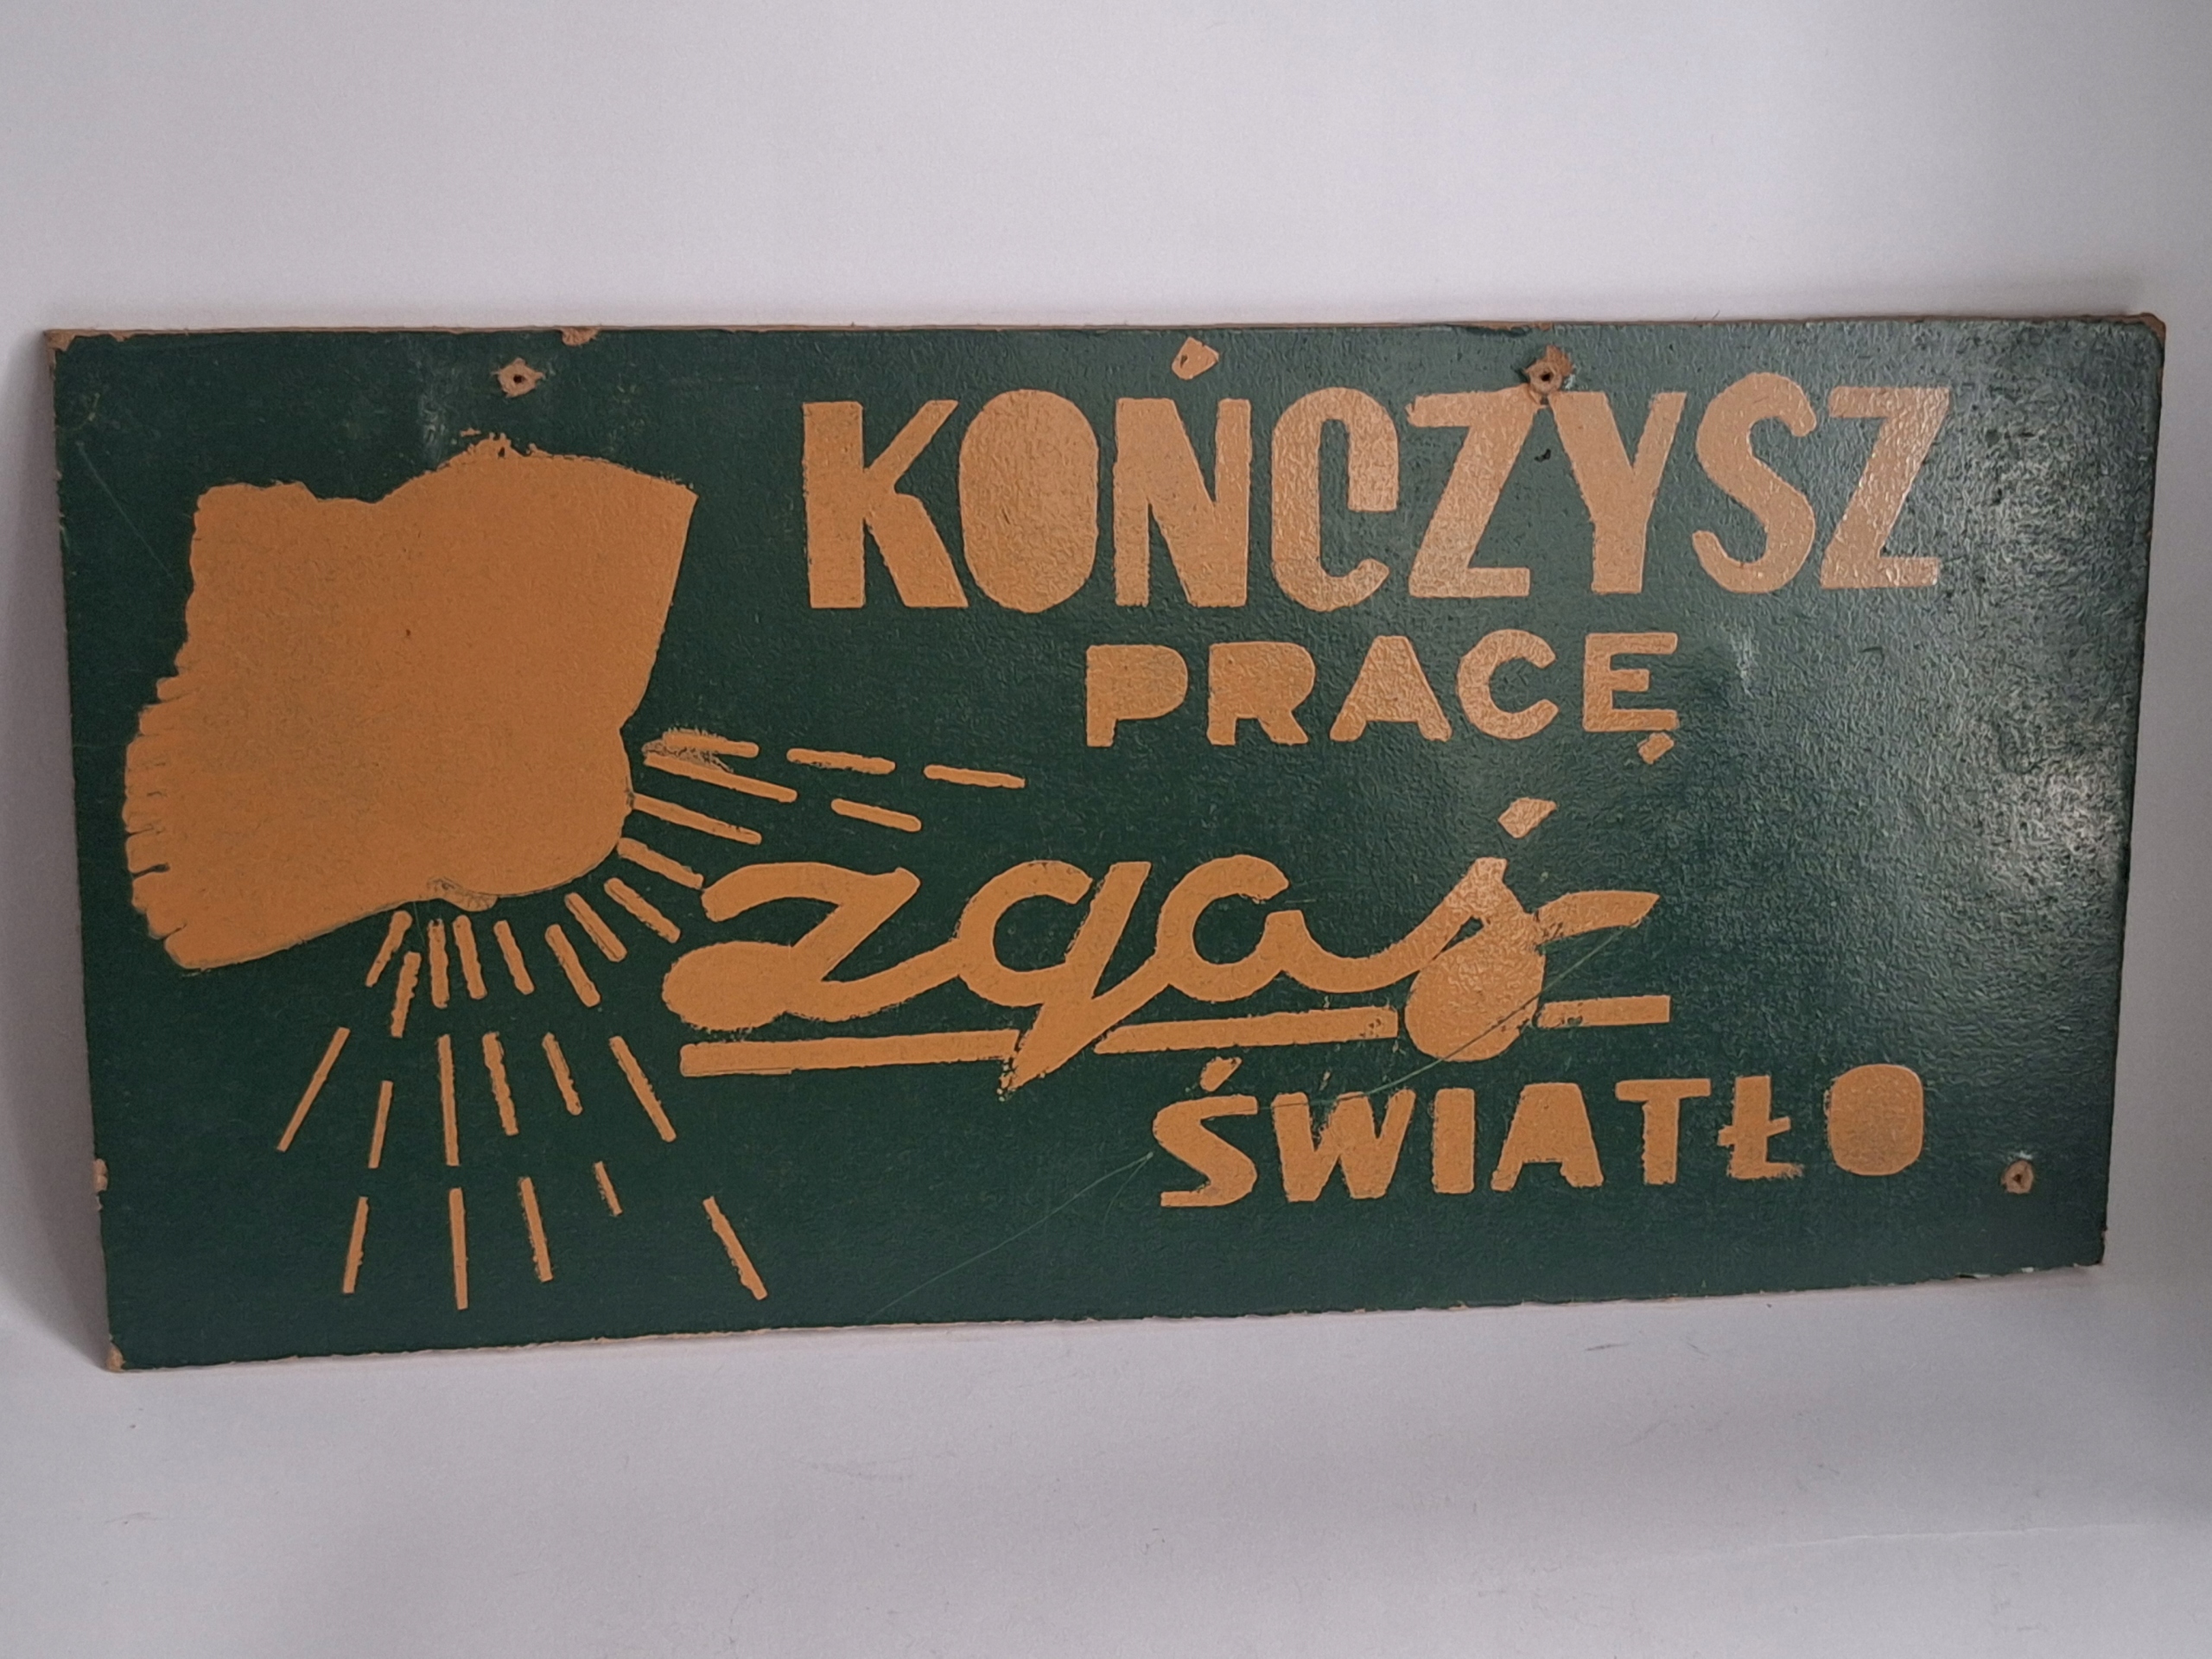 KOŃCZYSZ
PRACĘ
zgaś
ŚWIATŁO